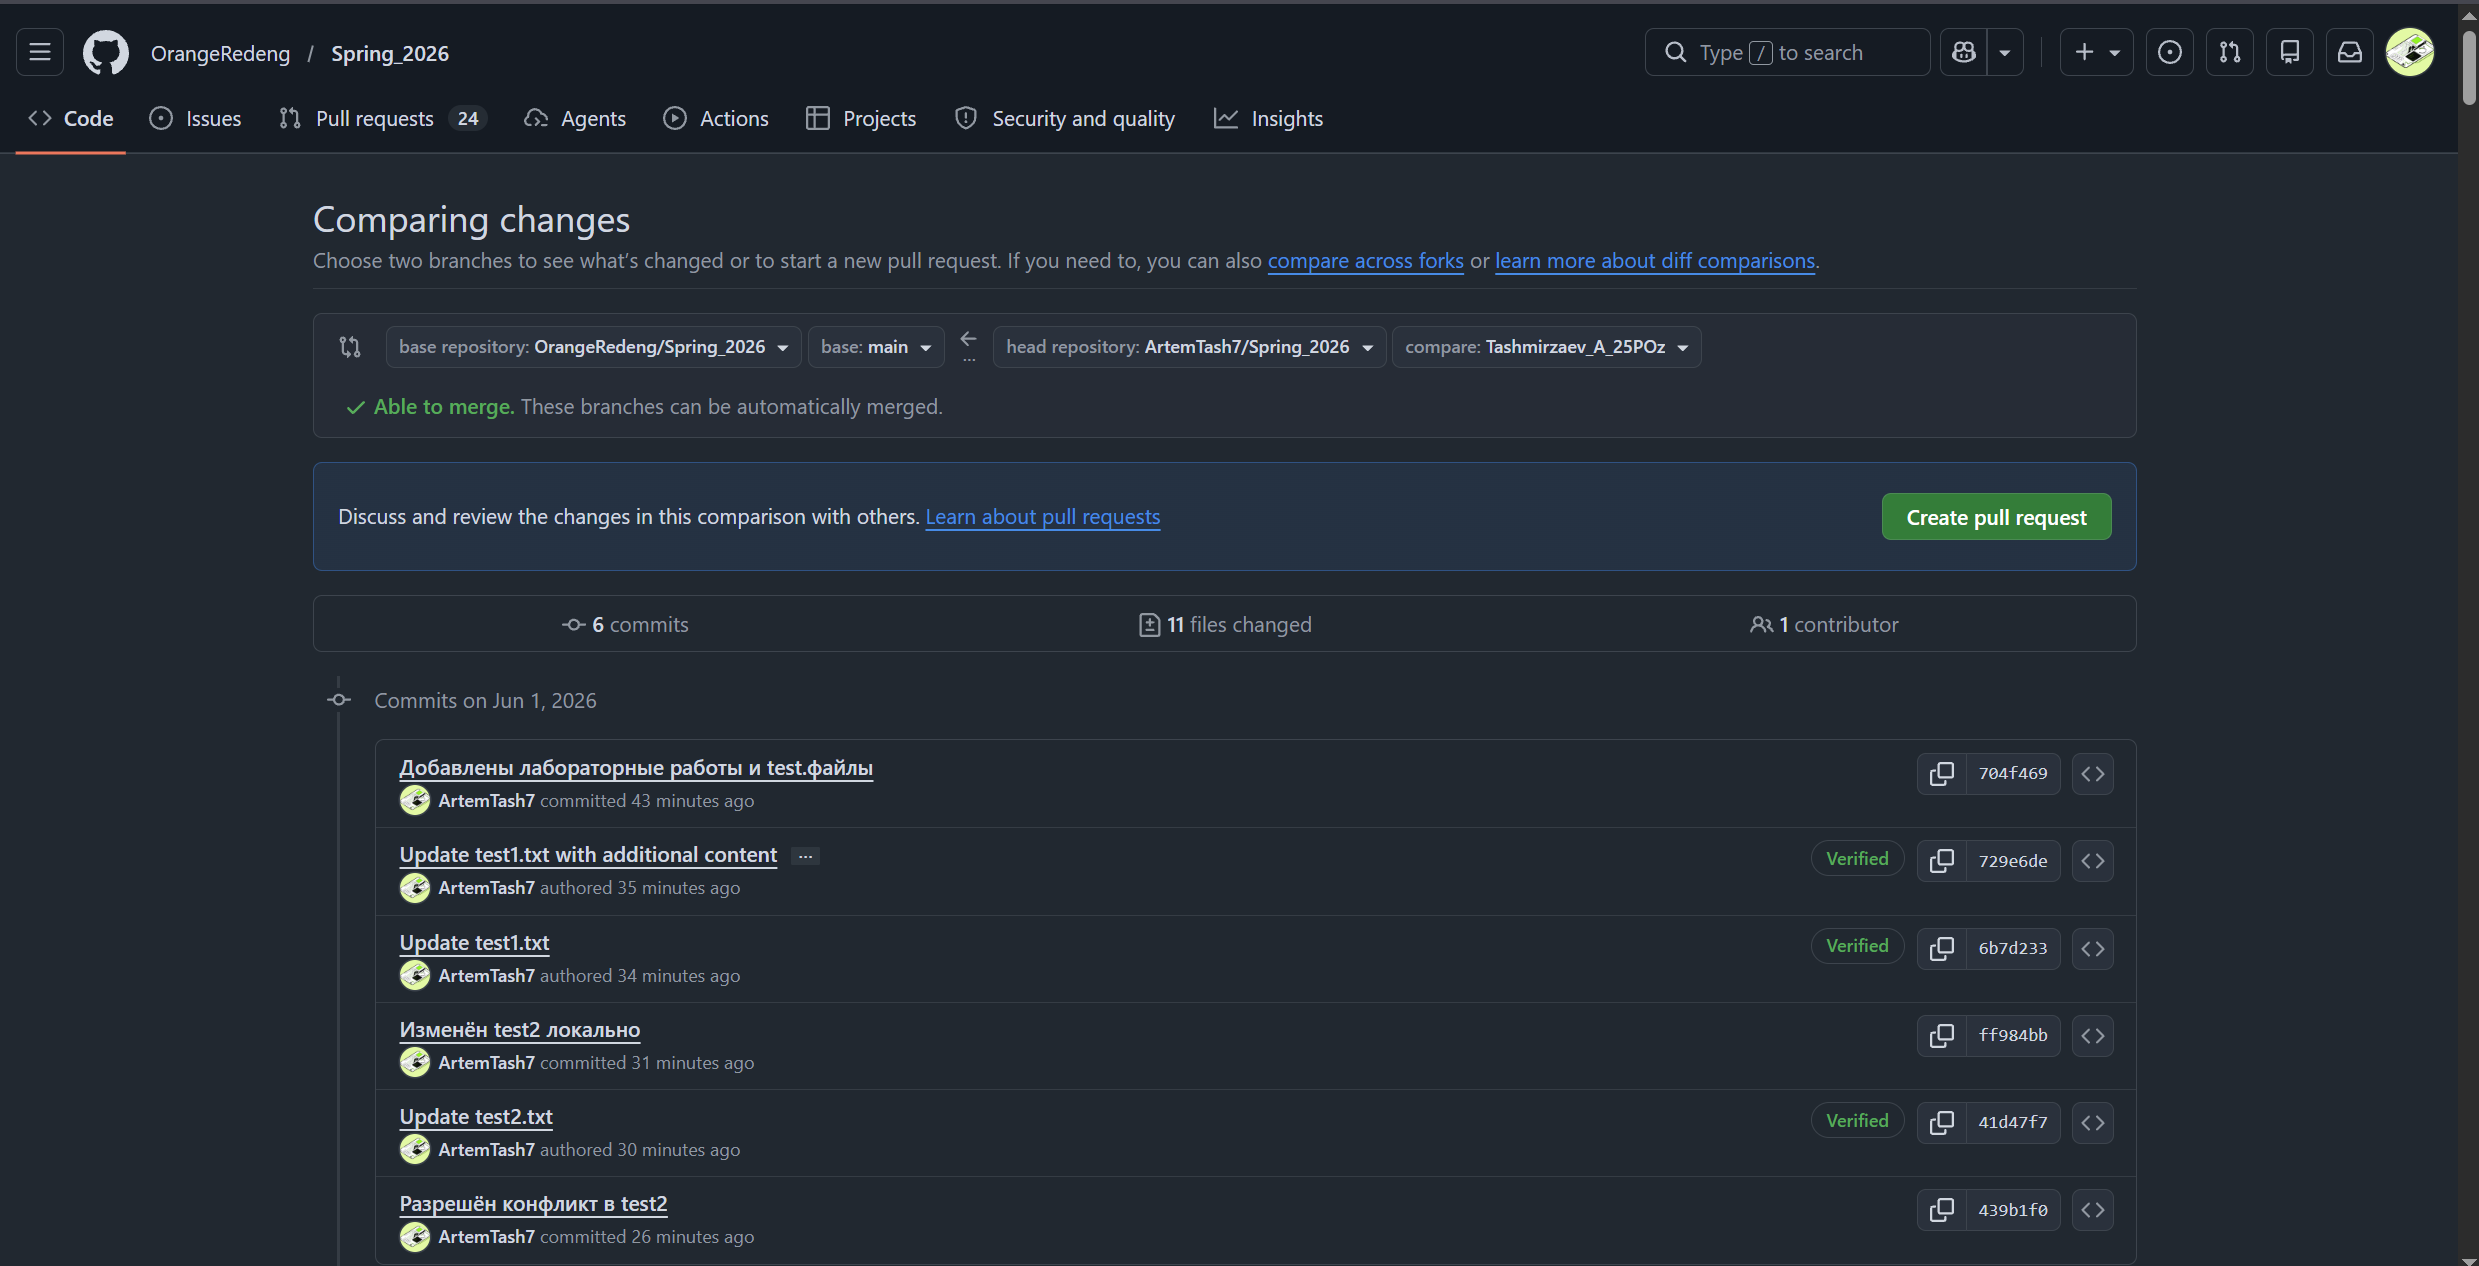 OrangeRedeng / Spring_2026
Type / to search
Code Issues Pull requests 24 Agents Actions Projects Security and quality Insights
Comparing changes
Choose two branches to see what’s changed or to start a new pull request. If you need to, you can also compare across forks or learn more about diff comparisons.
base repository: OrangeRedeng/Spring_2026 base: main ... head repository: ArtemTash7/Spring_2026 compare: Tashmirzaev_A_25POz
Able to merge. These branches can be automatically merged.
Discuss and review the changes in this comparison with others. Learn about pull requests Create pull request
6 commits 11 files changed 1 contributor
Commits on Jun 1, 2026
Добавлены лабораторные работы и test.файлы 704f469
ArtemTash7 committed 43 minutes ago
Update test1.txt with additional content ... Verified 729e6de
ArtemTash7 authored 35 minutes ago
Update test1.txt Verified 6b7d233
ArtemTash7 authored 34 minutes ago
Изменён test2 локально ff984bb
ArtemTash7 committed 31 minutes ago
Update test2.txt Verified 41d47f7
ArtemTash7 authored 30 minutes ago
Разрешён конфликт в test2 439b1f0
ArtemTash7 committed 26 minutes ago